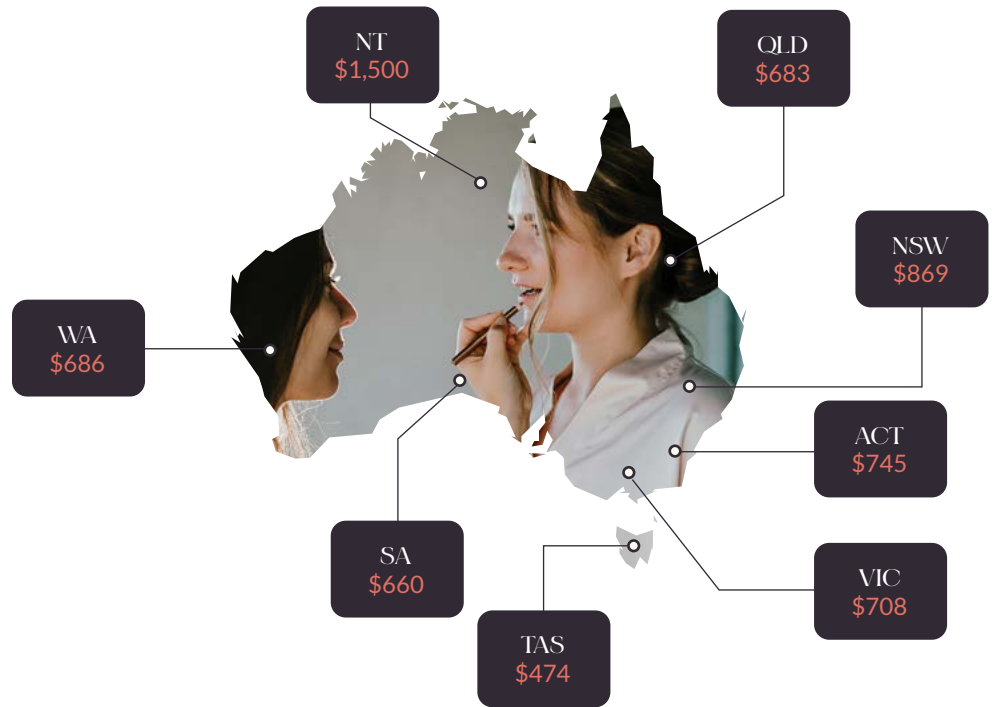 NT
$1,500
QLD
$683
NSW
$869
WA
$686
ACT
$745
SA
$660
VIC
$708
TAS
$474